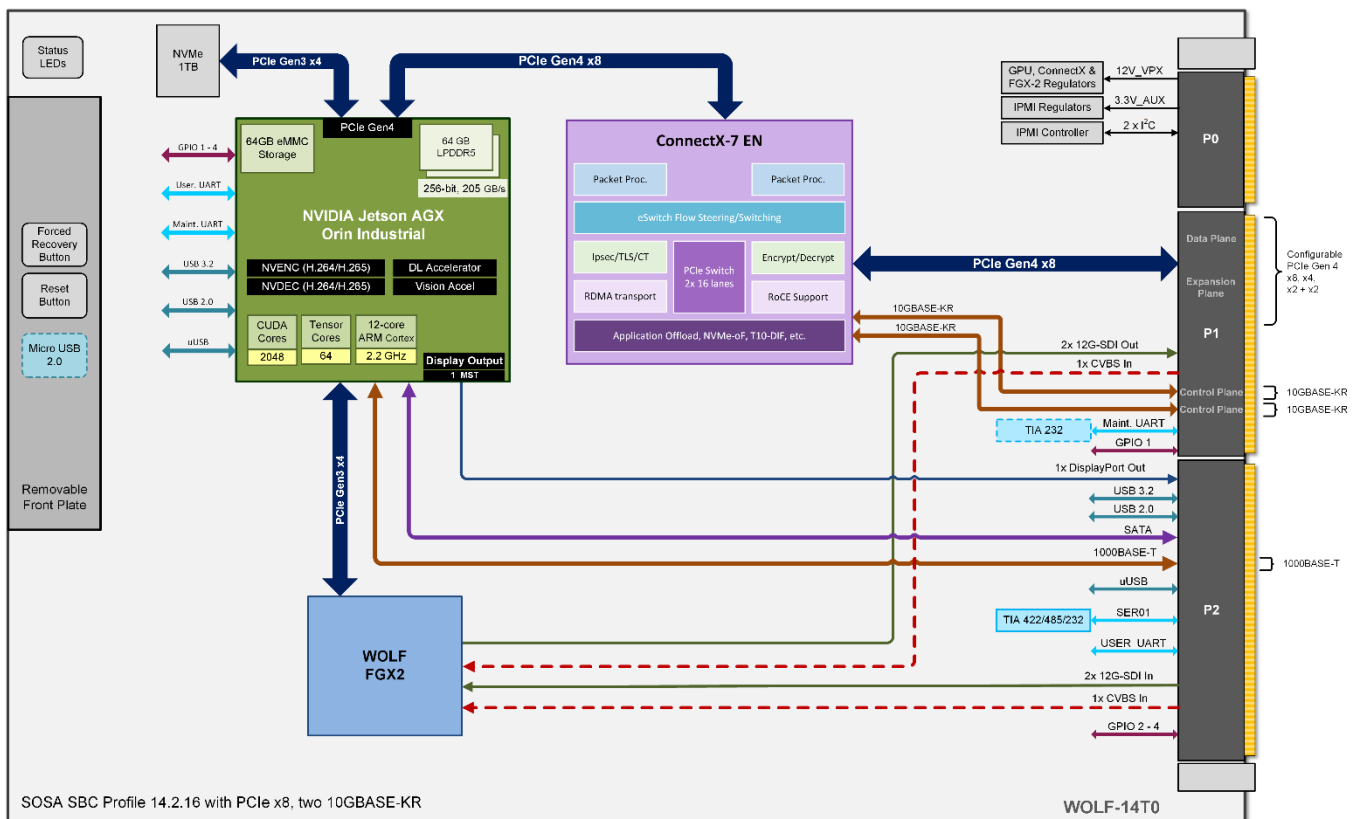 Status
LEDs
NVMe
1TB
PCIe Gen3 x4
PCIe Gen4 x8
GPU, ConnectX &
FGX-2 Regulators
12V_VPX
IPMI Regulators
3.3V_AUX
IPMI Controller
2 x I²C
P0
Forced
Recovery
Button
Reset
Button
Micro USB
2.0
Removable
Front Plate
GPIO 1 - 4
User. UART
Maint. UART
USB 3.2
USB 2.0
uUSB
PCIe Gen4
64GB eMMC
Storage
64 GB
LPDDR5
256-bit, 205 GB/s
NVIDIA Jetson AGX
Orin Industrial
NVENC (H.264/H.265)
DL Accelerator
NVDEC (H.264/H.265)
Vision Accel
CUDA
Cores
2048
Tensor
Cores
64
12-core
ARM Cortex
2.2 GHz
Display Output
1 MST
ConnectX-7 EN
Packet Proc.
Packet Proc.
eSwitch Flow Steering/Switching
Ipsec/TLS/CT
PCIe Switch
2x 16 lanes
Encrypt/Decrypt
RDMA transport
RoCE Support
Application Offload, NVMe-oF, T10-DIF, etc.
PCIe Gen4 x8
10GBASE-KR
10GBASE-KR
2x 12G-SDI Out
1x CVBS In
Data Plane
Expansion
Plane
P1
Control Plane
Control Plane
Configurable
PCIe Gen 4
x8, x4,
x2 + x2
10GBASE-KR
10GBASE-KR
TIA 232
Maint. UART
GPIO 1
PCIe Gen3 x4
1x DisplayPort Out
USB 3.2
USB 2.0
SATA
1000BASE-T
1000BASE-T
uUSB
TIA 422/485/232
SER01
USER UART
P2
WOLF
FGX2
2x 12G-SDI In
1x CVBS In
GPIO 2 - 4
SOSA SBC Profile 14.2.16 with PCIe x8, two 10GBASE-KR
WOLF-14T0